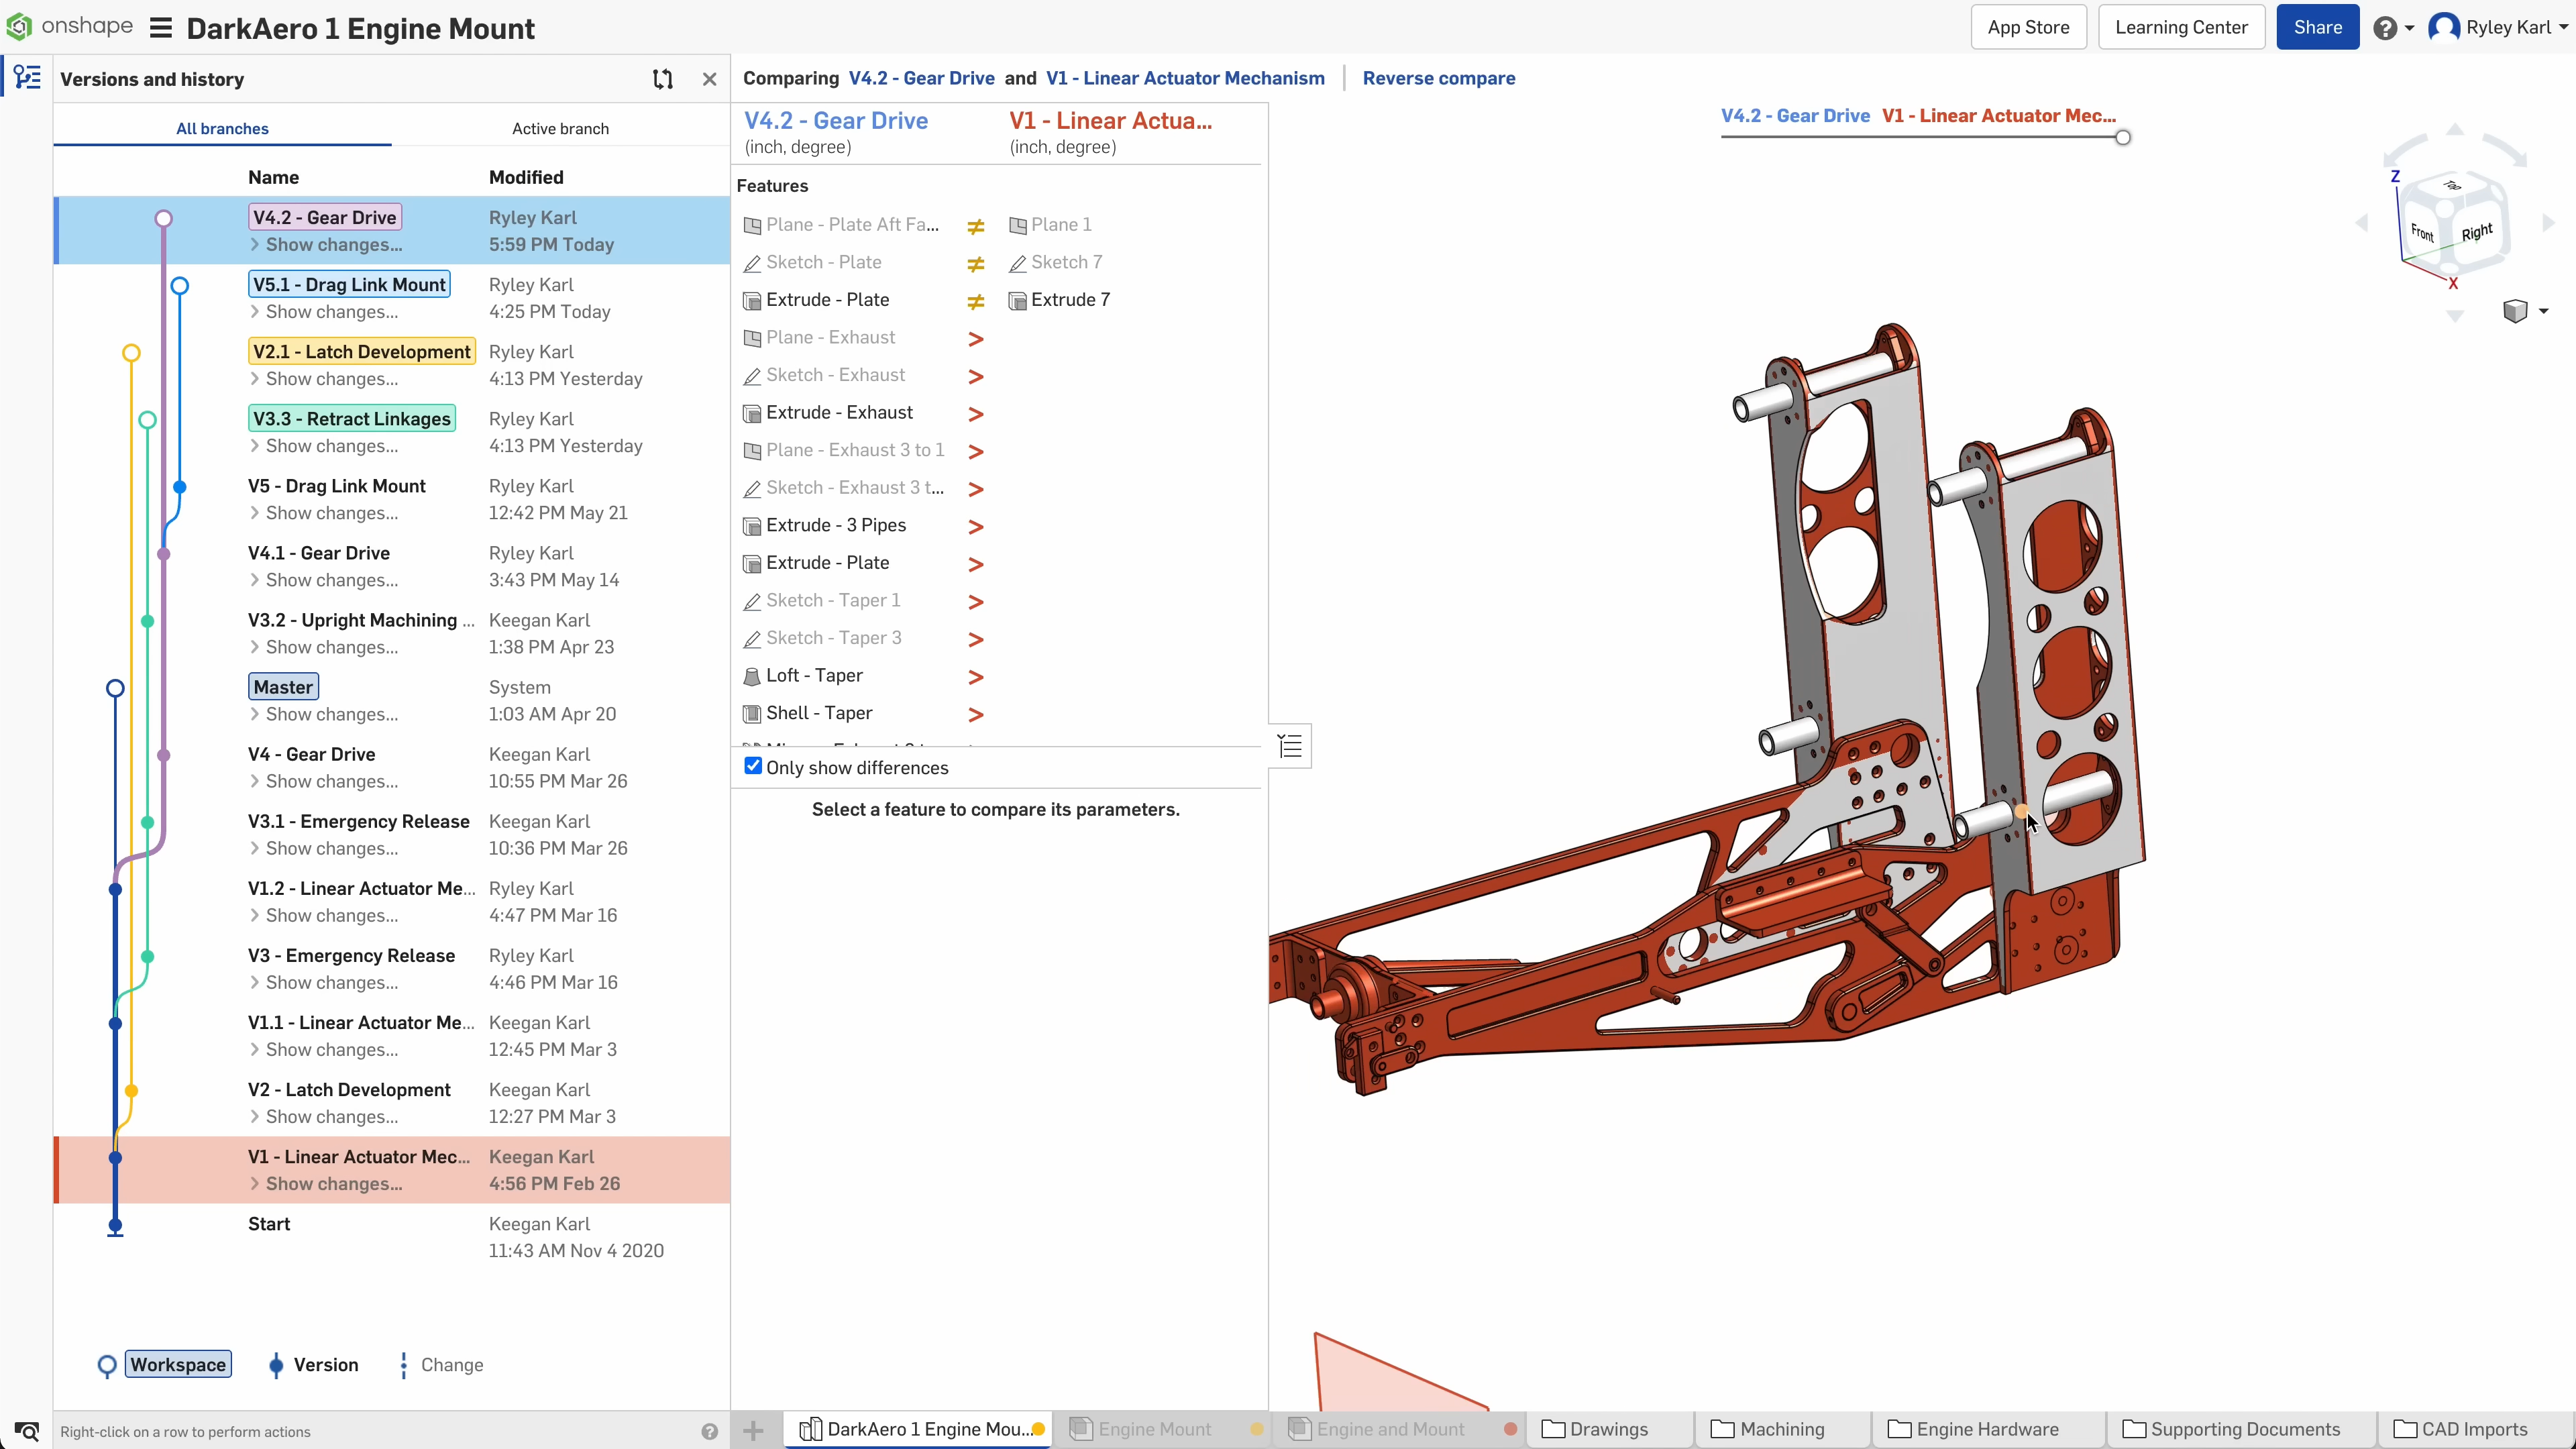 onshape
DarkAero 1 Engine Mount
App Store
Learning Center
Share
Ryley Karl
Versions and history
All branches
Active branch
Name
Modified
V4.2 - Gear Drive
Ryley Karl
Show changes...
5:59 PM Today
V5.1 - Drag Link Mount
Ryley Karl
Show changes...
4:25 PM Today
V2.1 - Latch Development
Ryley Karl
Show changes...
4:13 PM Yesterday
V3.3 - Retract Linkages
Ryley Karl
Show changes...
4:13 PM Yesterday
V5 - Drag Link Mount
Ryley Karl
Show changes...
12:42 PM May 21
V4.1 - Gear Drive
Ryley Karl
Show changes...
3:43 PM May 14
V3.2 - Upright Machining ...
Keegan Karl
Show changes...
1:38 PM Apr 23
Master
System
Show changes...
1:03 AM Apr 20
V4 - Gear Drive
Keegan Karl
Show changes...
10:55 PM Mar 26
V3.1 - Emergency Release
Keegan Karl
Show changes...
10:36 PM Mar 26
V1.2 - Linear Actuator Me...
Ryley Karl
Show changes...
4:47 PM Mar 16
V3 - Emergency Release
Ryley Karl
Show changes...
4:46 PM Mar 16
V1.1 - Linear Actuator Me...
Keegan Karl
Show changes...
12:45 PM Mar 3
V2 - Latch Development
Keegan Karl
Show changes...
12:27 PM Mar 3
V1 - Linear Actuator Mec...
Keegan Karl
Show changes...
4:56 PM Feb 26
Start
Keegan Karl
11:43 AM Nov 4 2020
Workspace
Version
Change
Right-click on a row to perform actions
Comparing V4.2 - Gear Drive and V1 - Linear Actuator Mechanism
Reverse compare
V4.2 - Gear Drive
V1 - Linear Actua...
(inch, degree)
(inch, degree)
Features
Plane - Plate Aft Fa... ≠ Plane 1
Sketch - Plate ≠ Sketch 7
Extrude - Plate ≠ Extrude 7
Plane - Exhaust >
Sketch - Exhaust >
Extrude - Exhaust >
Plane - Exhaust 3 to 1 >
Sketch - Exhaust 3 t... >
Extrude - 3 Pipes >
Extrude - Plate >
Sketch - Taper 1 >
Sketch - Taper 3 >
Loft - Taper >
Shell - Taper >
Only show differences
Select a feature to compare its parameters.
V4.2 - Gear Drive V1 - Linear Actuator Mec...
Z
Top
Front
Right
X
DarkAero 1 Engine Mou...
Engine Mount
Engine and Mount
Drawings
Machining
Engine Hardware
Supporting Documents
CAD Imports